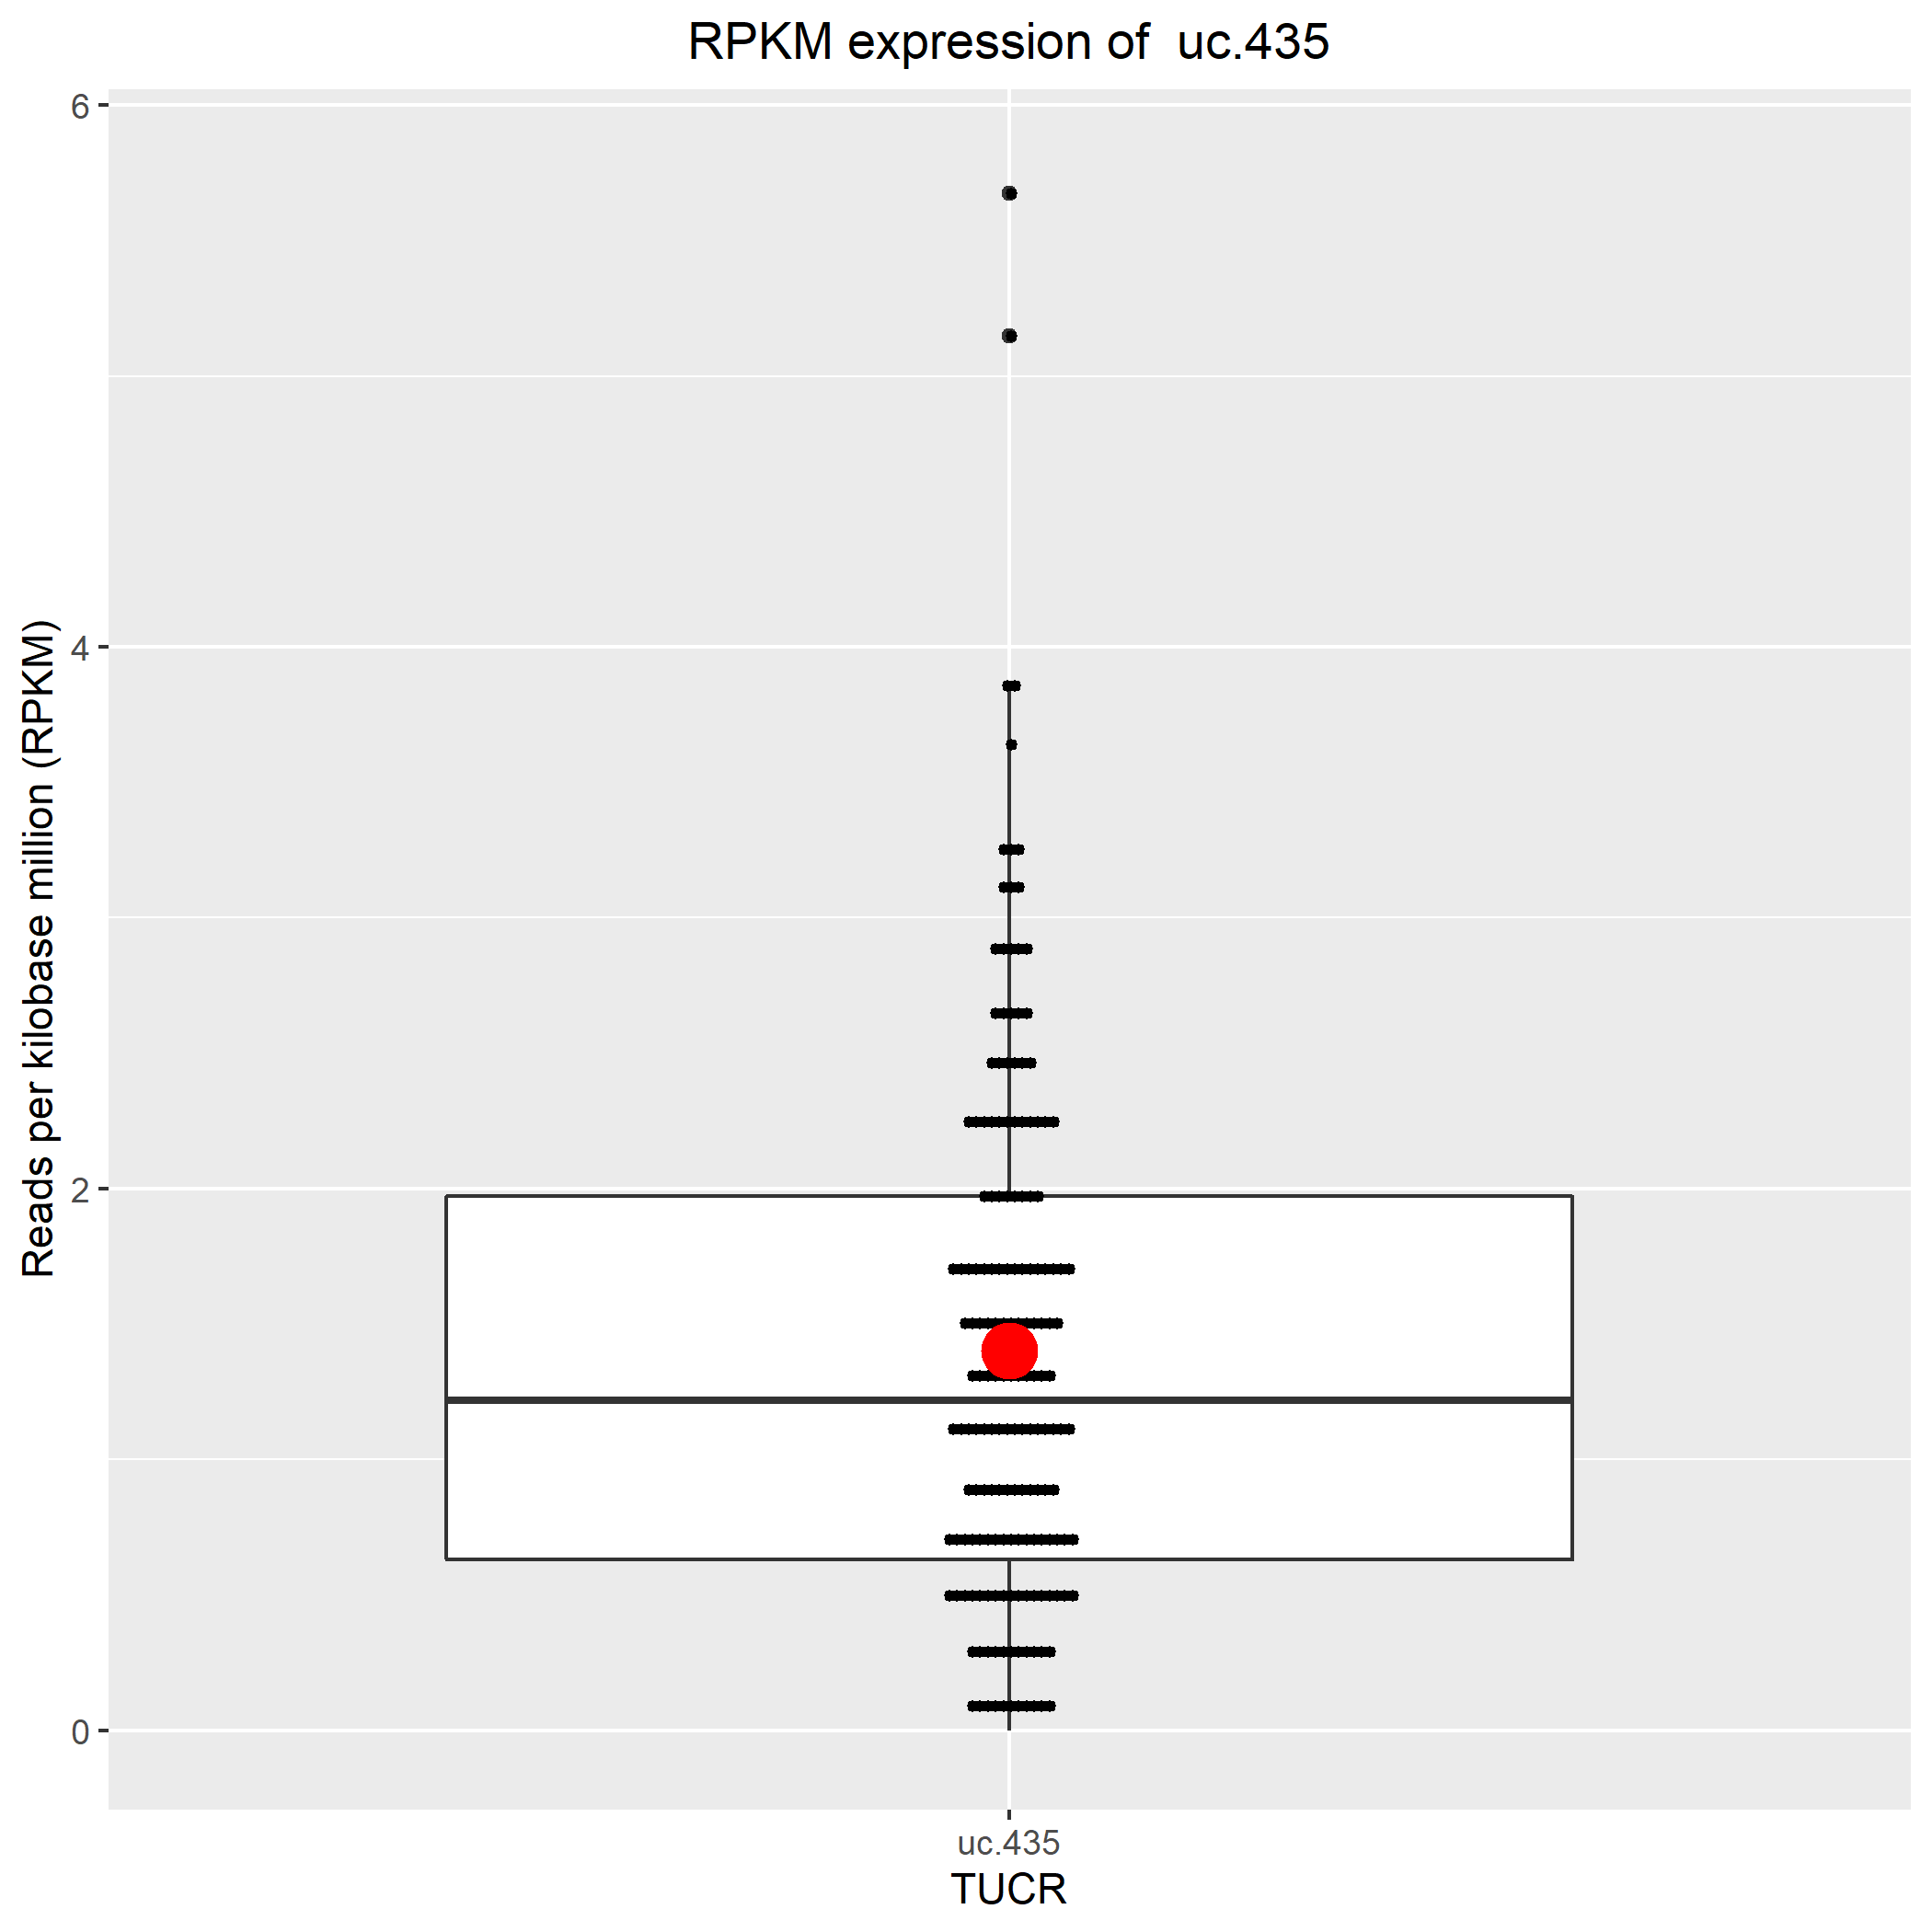 RPKM expression of  uc.435
Reads per kilobase million (RPKM)
6
4
2
0
uc.435
TUCR